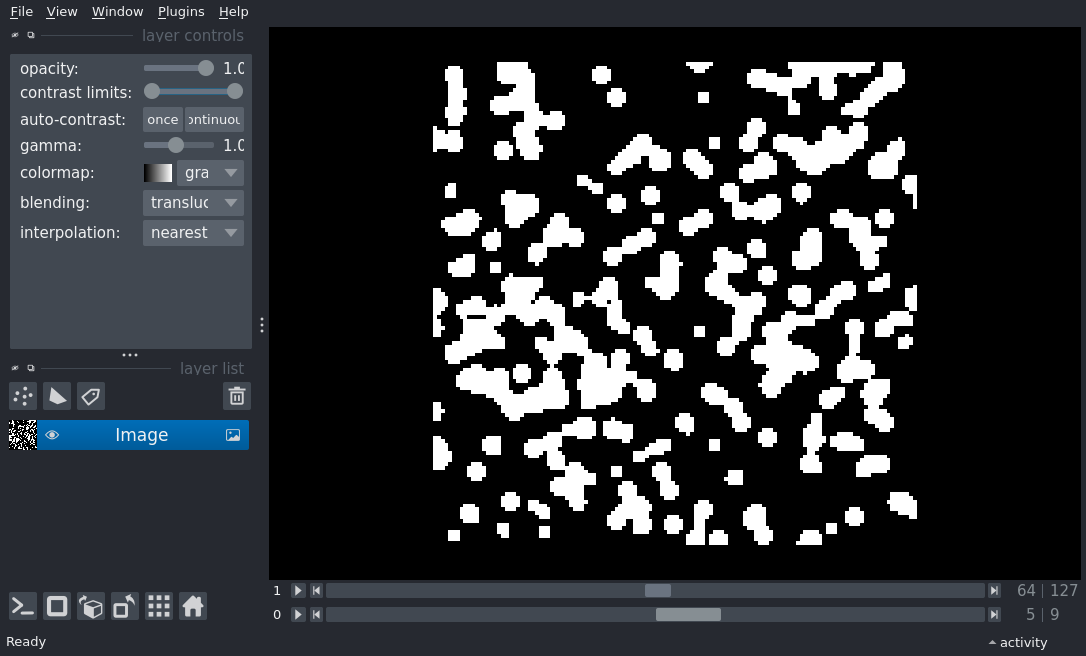 File View Window Plugins Help
layer controls
opacity: 1.0
contrast limits:
auto-contrast: once ontinuou
gamma: 1.0
colormap: gra
blending: transluc
interpolation: nearest
layer list
Image
1 64 | 127
0 5 | 9
Ready
activity